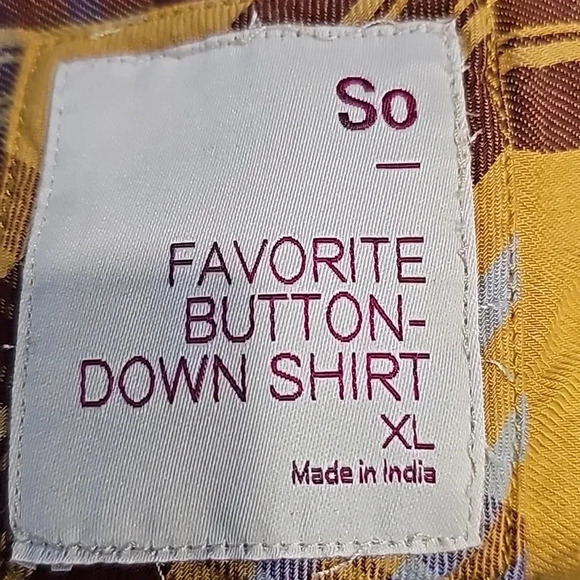 So
FAVORITE
BUTTON-
DOWN SHIRT
XL
Made in India